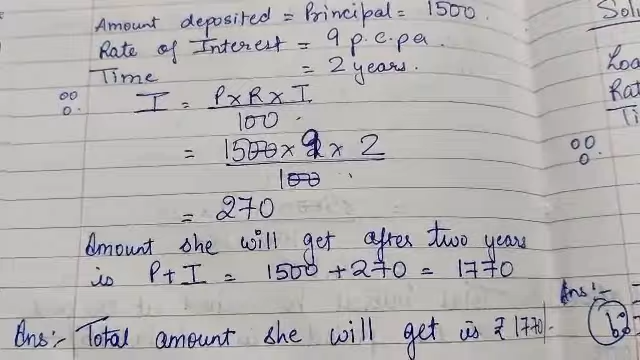 Amount deposited = Principal = 1500
Rate of Interest = 9 p.c.p.a.
Time = 2 years.
I = P×R×I
100
= 1500 × 9 × 2
100
= 270
Amount she will get after two years
is P+I = 1500 + 270 = 1770
Ans:- Total amount she will get is ₹ 1770.
Solu
Loa
Rat
Ti
Ans:-